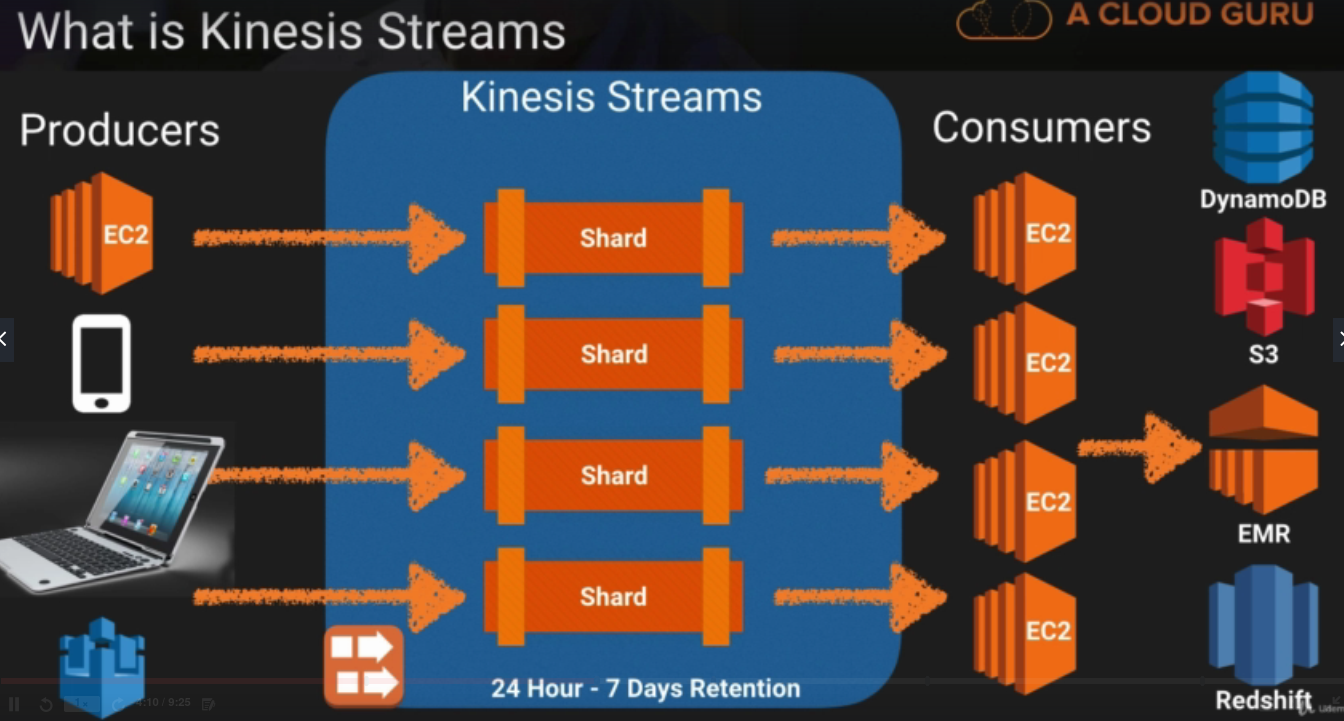 What is Kinesis Streams
A CLOUD GURU
Producers
Kinesis Streams
Consumers
EC2
Shard
Shard
Shard
Shard
24 Hour - 7 Days Retention
EC2
EC2
EC2
EC2
DynamoDB
S3
EMR
Redshift
4:10 / 9:25